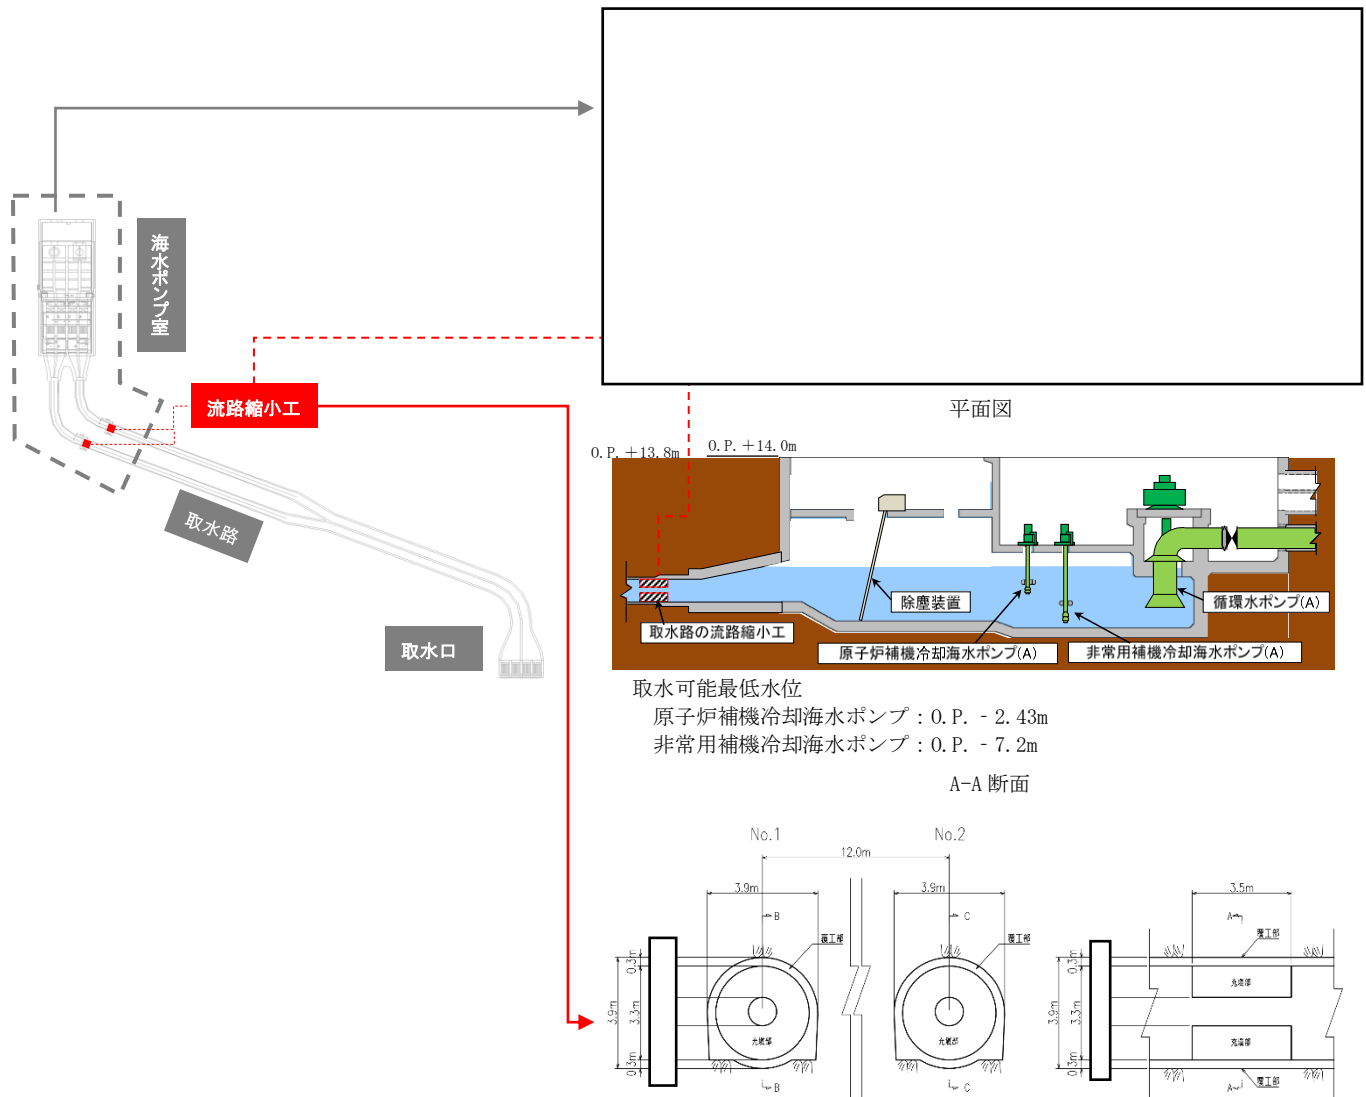 海水ポンプ室
流路縮小工
取水路
取水口
平面図
O.P. +13.8m
O.P. +14.0m
除塵装置
循環水ポンプ(A)
取水路の流路縮小工
原子炉補機冷却海水ポンプ(A)
非常用補機冷却海水ポンプ(A)
取水可能最低水位
原子炉補機冷却海水ポンプ：O.P. - 2.43m
非常用補機冷却海水ポンプ：O.P. - 7.2m
A-A 断面
No.1
No.2
12.0m
3.9m
3.9m
3.5m
B
C
A
覆工部
覆工部
覆工部
0.3m
3.9m
3.3m
0.3m
充填部
充填部
0.3m
3.9m
3.3m
0.3m
充填部
充填部
覆工部
B
C
A